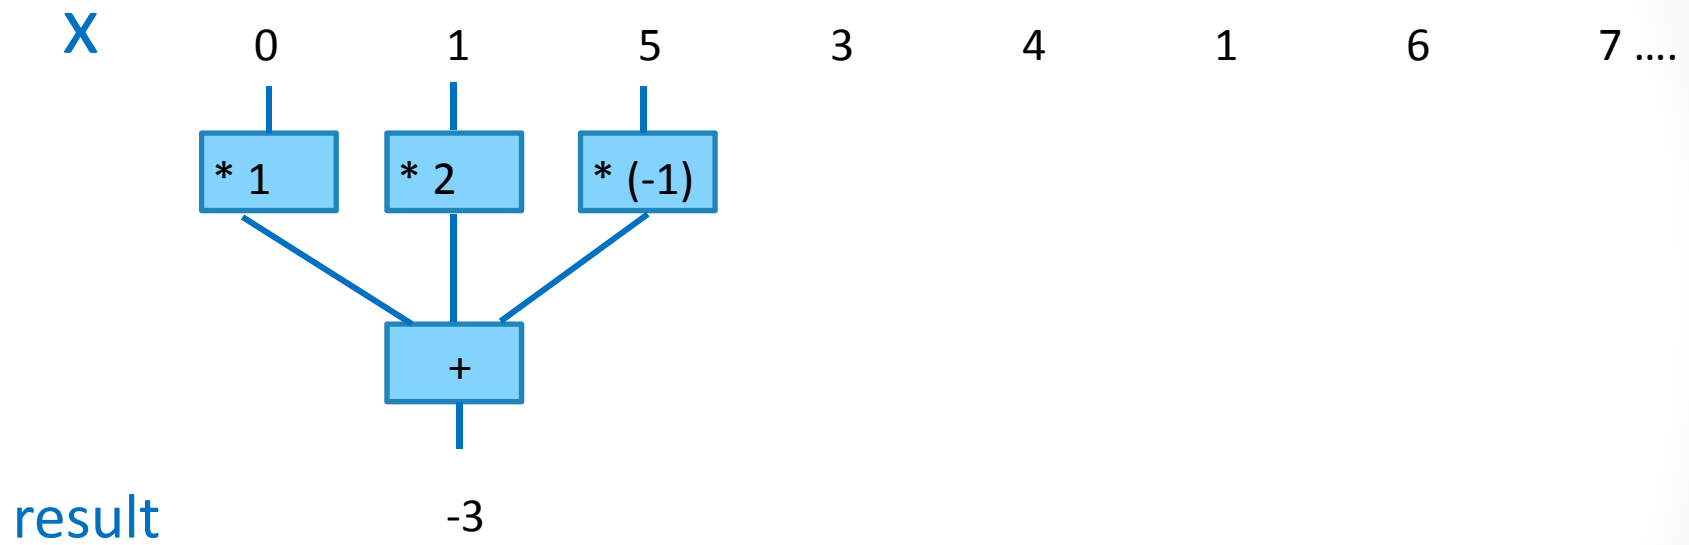 X 0 1 5 3 4 1 6 7 ....
* 1 * 2 * (-1)
+
result -3